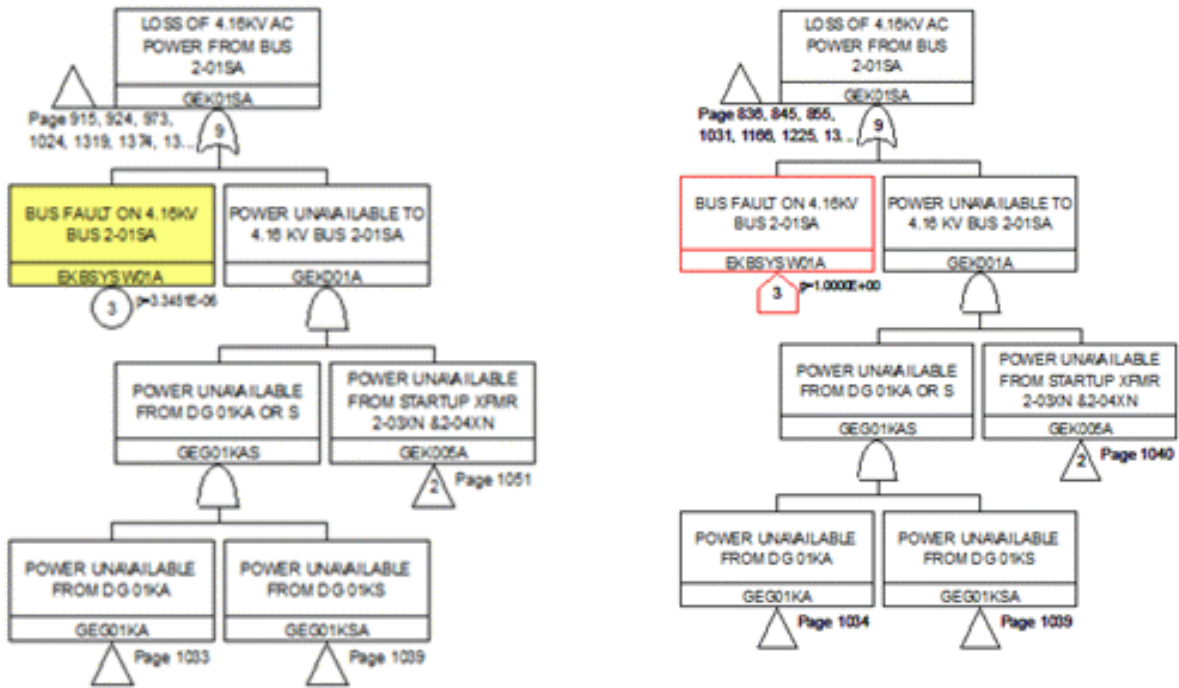 LOSS OF 4.16KV AC
POWER FROM BUS
2-01SA
GEK01SA
Page 915, 924, 973,
1024, 1319, 1374, 13...
9
BUS FAULT ON 4.16KV
BUS 2-01SA
EKBSYSW01A
3
p=3.3451E-06
POWER UNAVAILABLE TO
4.16 KV BUS 2-01SA
GEK001A
POWER UNAVAILABLE
FROM DG 01KA OR S
GEG01KAS
POWER UNAVAILABLE
FROM STARTUP XFMR
2-03XN &2-04XN
GEK005A
2
Page 1051
POWER UNAVAILABLE
FROM DG 01KA
GEG01KA
Page 1033
POWER UNAVAILABLE
FROM DG 01KS
GEG01KSA
Page 1039
LOSS OF 4.16KV AC
POWER FROM BUS
2-01SA
GEK01SA
Page 836, 845, 855,
1031, 1166, 1225, 13...
9
BUS FAULT ON 4.16KV
BUS 2-01SA
EKBSYSW01A
3
p=1.0000E+00
POWER UNAVAILABLE TO
4.16 KV BUS 2-01SA
GEK001A
POWER UNAVAILABLE
FROM DG 01KA OR S
GEG01KAS
POWER UNAVAILABLE
FROM STARTUP XFMR
2-03XN &2-04XN
GEK005A
2
Page 1040
POWER UNAVAILABLE
FROM DG 01KA
GEG01KA
Page 1034
POWER UNAVAILABLE
FROM DG 01KS
GEG01KSA
Page 1039